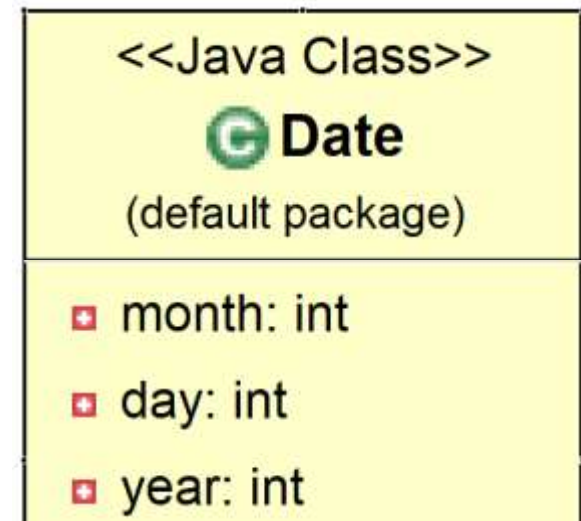 <<Java Class>>
C Date
(default package)
month: int
day: int
year: int